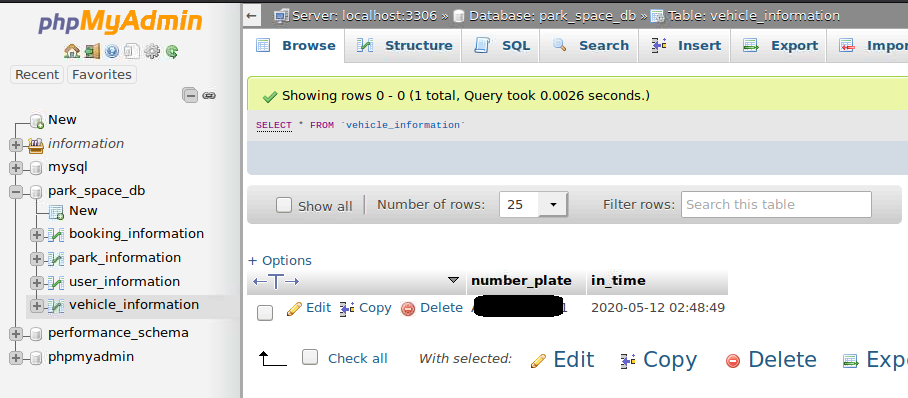 phpMyAdmin
Recent Favorites
New
information
mysql
park_space_db
New
booking_information
park_information
user_information
vehicle_information
performance_schema
phpmyadmin
Server: localhost:3306 » Database: park_space_db » Table: vehicle_information
Browse Structure SQL Search Insert Export Impor
Showing rows 0 - 0 (1 total, Query took 0.0026 seconds.)
SELECT * FROM `vehicle_information`
Show all Number of rows: 25 Filter rows: Search this table
+ Options
←T→ number_plate in_time
Edit Copy Delete 2020-05-12 02:48:49
Check all With selected: Edit Copy Delete Expo